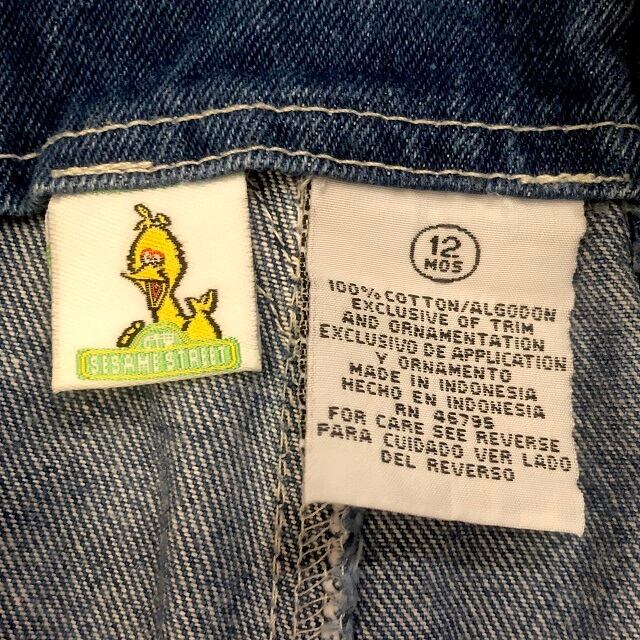 SESAME STREET
12
MOS
100% COTTON/ALGODON
EXCLUSIVE OF TRIM
AND ORNAMENTATION
EXCLUSIVO DE APPLICATION
Y ORNAMENTO
MADE IN INDONESIA
HECHO EN INDONESIA
RN 46795
FOR CARE SEE REVERSE
PARA CUIDADO VER LADO
DEL REVERSO